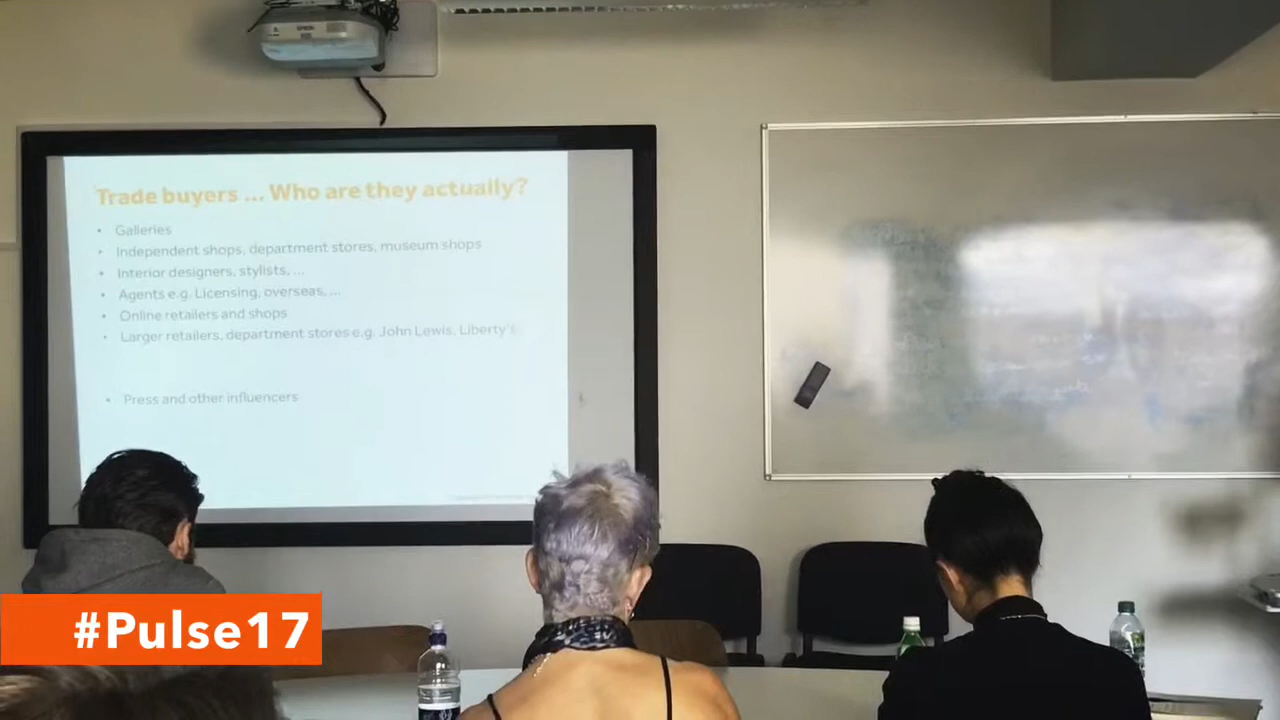 EPSON
Trade buyers ... Who are they actually?
• Galleries
• Independent shops, department stores, museum shops
• Interior designers, stylists, ...
• Agents e.g. Licensing, overseas, ...
• Online retailers and shops
• Larger retailers, department stores e.g. John Lewis, Liberty's
• Press and other influencers
#Pulse17